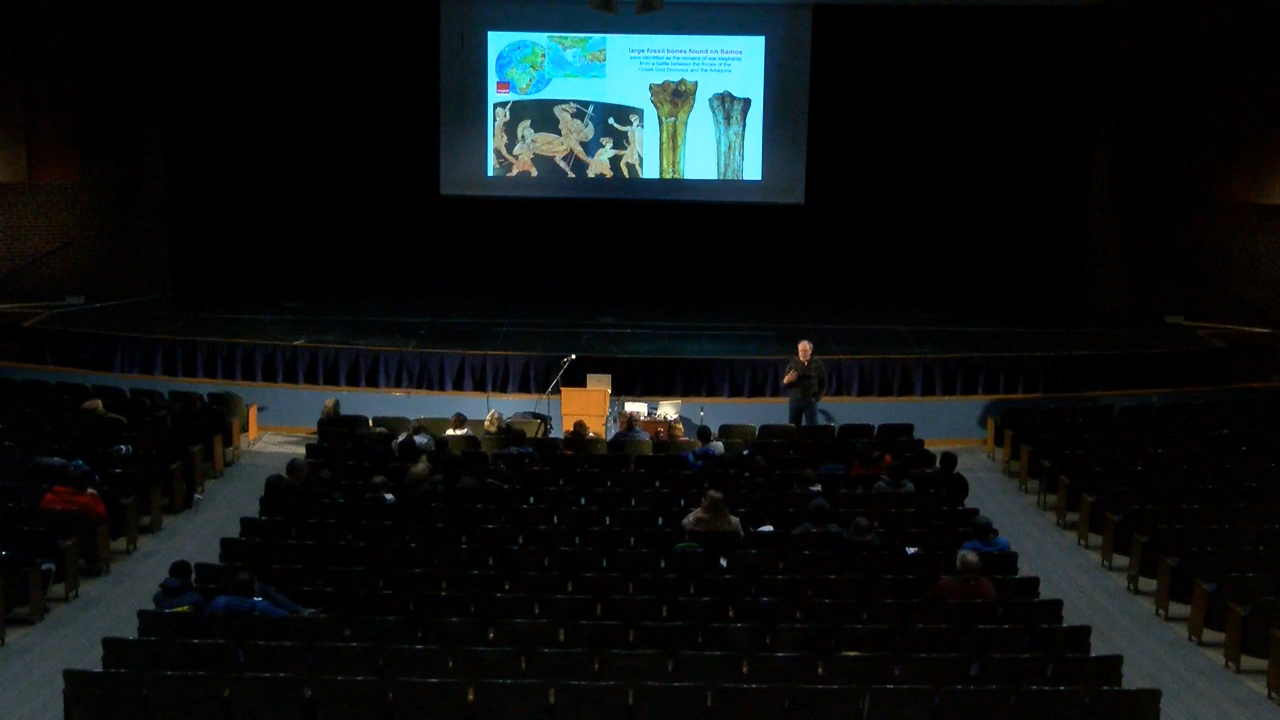 large fossil bones found on Samos
were identified as the remains of war elephants
from a battle between the forces of the
Greek God Dionysus and the Amazons